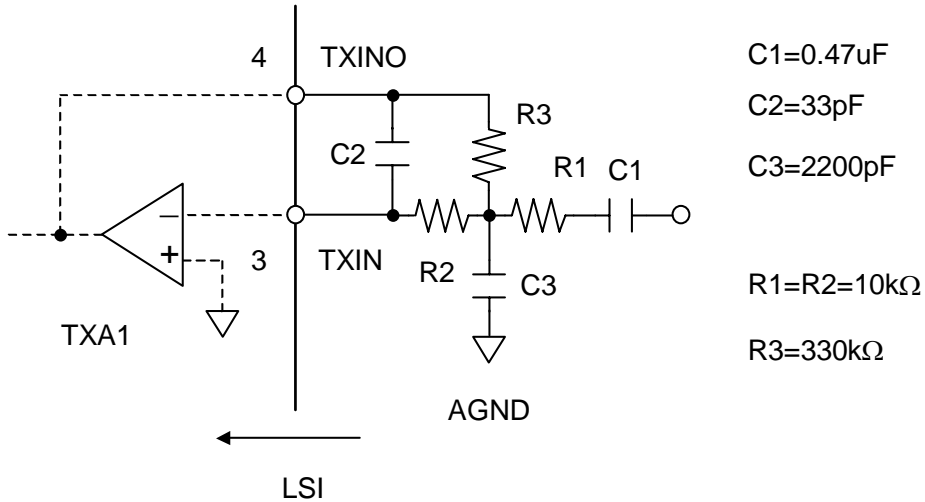 4 TXINO
C1=0.47uF
C2=33pF
R3
C2
R1 C1
C3=2200pF
3 TXIN
R2 C3
R1=R2=10kΩ
TXA1
R3=330kΩ
AGND
LSI